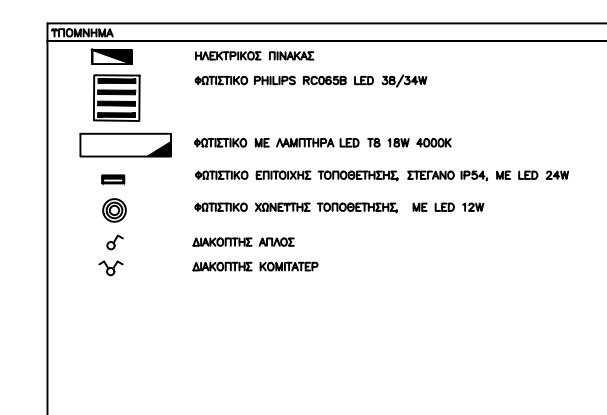 ΥΠΟΜΝΗΜΑ
ΗΛΕΚΤΡΙΚΟΣ ΠΙΝΑΚΑΣ
ΦΩΤΙΣΤΙΚΟ PHILIPS RC065B LED 38/34W
ΦΩΤΙΣΤΙΚΟ ΜΕ ΛΑΜΠΤΗΡΑ LED T8 18W 4000K
ΦΩΤΙΣΤΙΚΟ ΕΠΙΤΟΙΧΗΣ ΤΟΠΟΘΕΤΗΣΗΣ, ΣΤΕΓΑΝΟ IP54, ΜΕ LED 24W
ΦΩΤΙΣΤΙΚΟ ΧΩΝΕΥΤΗΣ ΤΟΠΟΘΕΤΗΣΗΣ, ΜΕ LED 12W
ΔΙΑΚΟΠΤΗΣ ΑΠΛΟΣ
ΔΙΑΚΟΠΤΗΣ ΚΟΜΙΤΑΤΕΡ